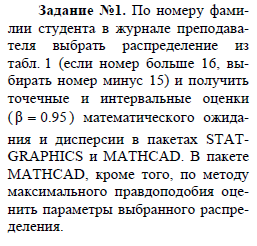 Задание №1. По номеру фами-
лии студента в журнале преподава-
теля выбрать распределение из
табл. 1 (если номер больше 16, вы-
бирать номер минус 15) и получить
точечные и интервальные оценки
(β = 0.95) математического ожида-
ния и дисперсии в пакетах STAT-
GRAPHICS и MATHCAD. В пакете
MATHCAD, кроме того, по методу
максимального правдоподобия оце-
нить параметры выбранного распре-
деления.